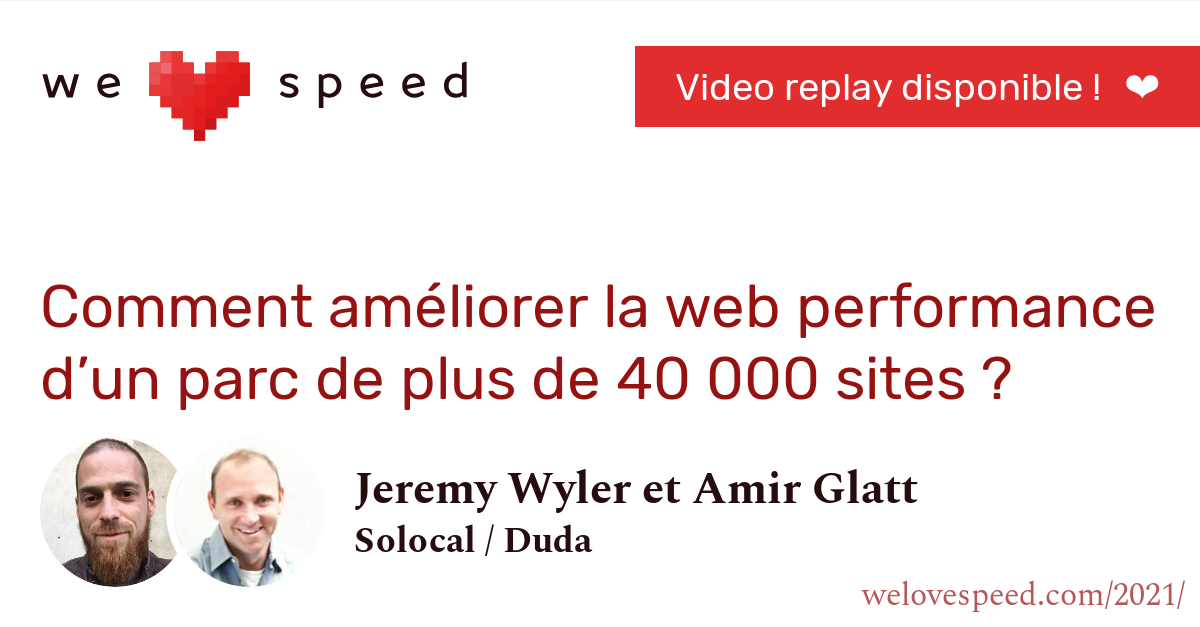 we speed
Video replay disponible ! ❤
Comment améliorer la web performance
d’un parc de plus de 40 000 sites ?
Jeremy Wyler et Amir Glatt
Solocal / Duda
welovespeed.com/2021/